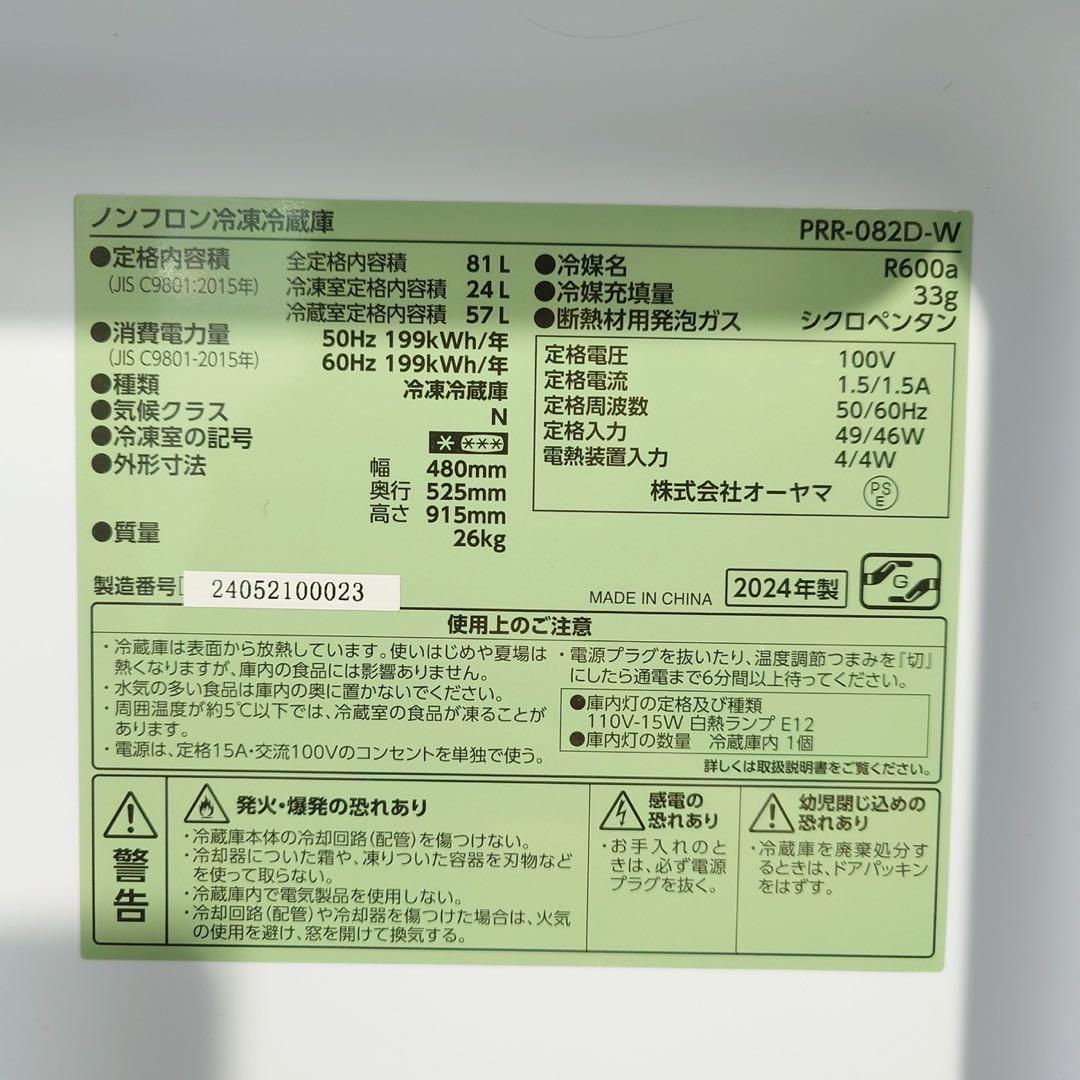 ノンフロン冷凍冷蔵庫
PRR-082D-W
●定格内容積 全定格内容積 81L
(JIS C9801:2015年) 冷凍室定格内容積 24L
冷蔵室定格内容積 57L
●消費電力量 50Hz 199kWh/年
(JIS C9801-2015年) 60Hz 199kWh/年
●種類 冷凍冷蔵庫
●気候クラス N
●冷凍室の記号 * ***
●外形寸法 幅 480mm
奥行 525mm
高さ 915mm
●質量 26kg
●冷媒名 R600a
●冷媒充填量 33g
●断熱材用発泡ガス シクロペンタン
定格電圧 100V
定格電流 1.5/1.5A
定格周波数 50/60Hz
定格入力 49/46W
電熱装置入力 4/4W
株式会社オーヤマ PSE
製造番号 24052100023
MADE IN CHINA 2024年製 G
使用上のご注意
・冷蔵庫は表面から放熱しています。使いはじめや夏場は
熱くなりますが、庫内の食品には影響ありません。
・水気の多い食品は庫内の奥に置かないでください。
・周囲温度が約5℃以下では、冷蔵室の食品が凍ることが
あります。
・電源は、定格15A・交流100Vのコンセントを単独で使う。
・電源プラグを抜いたり、温度調節つまみを『切』
にしたら通電まで6分間以上待ってください。
●庫内灯の定格及び種類
110V-15W 白熱ランプ E12
●庫内灯の数量 冷蔵庫内 1個
詳しくは取扱説明書をご覧ください。
警告
発火・爆発の恐れあり
・冷蔵庫本体の冷却回路(配管)を傷つけない。
・冷却器についた霜や、凍りついた容器を刃物など
を使って取らない。
・冷蔵庫内で電気製品を使用しない。
・冷却回路(配管)や冷却器を傷つけた場合は、火気
の使用を避け、窓を開けて換気する。
感電の
恐れあり
・お手入れのと
きは、必ず電源
プラグを抜く。
幼児閉じ込めの
恐れあり
・冷蔵庫を廃棄処分す
るときは、ドアパッキン
をはずす。